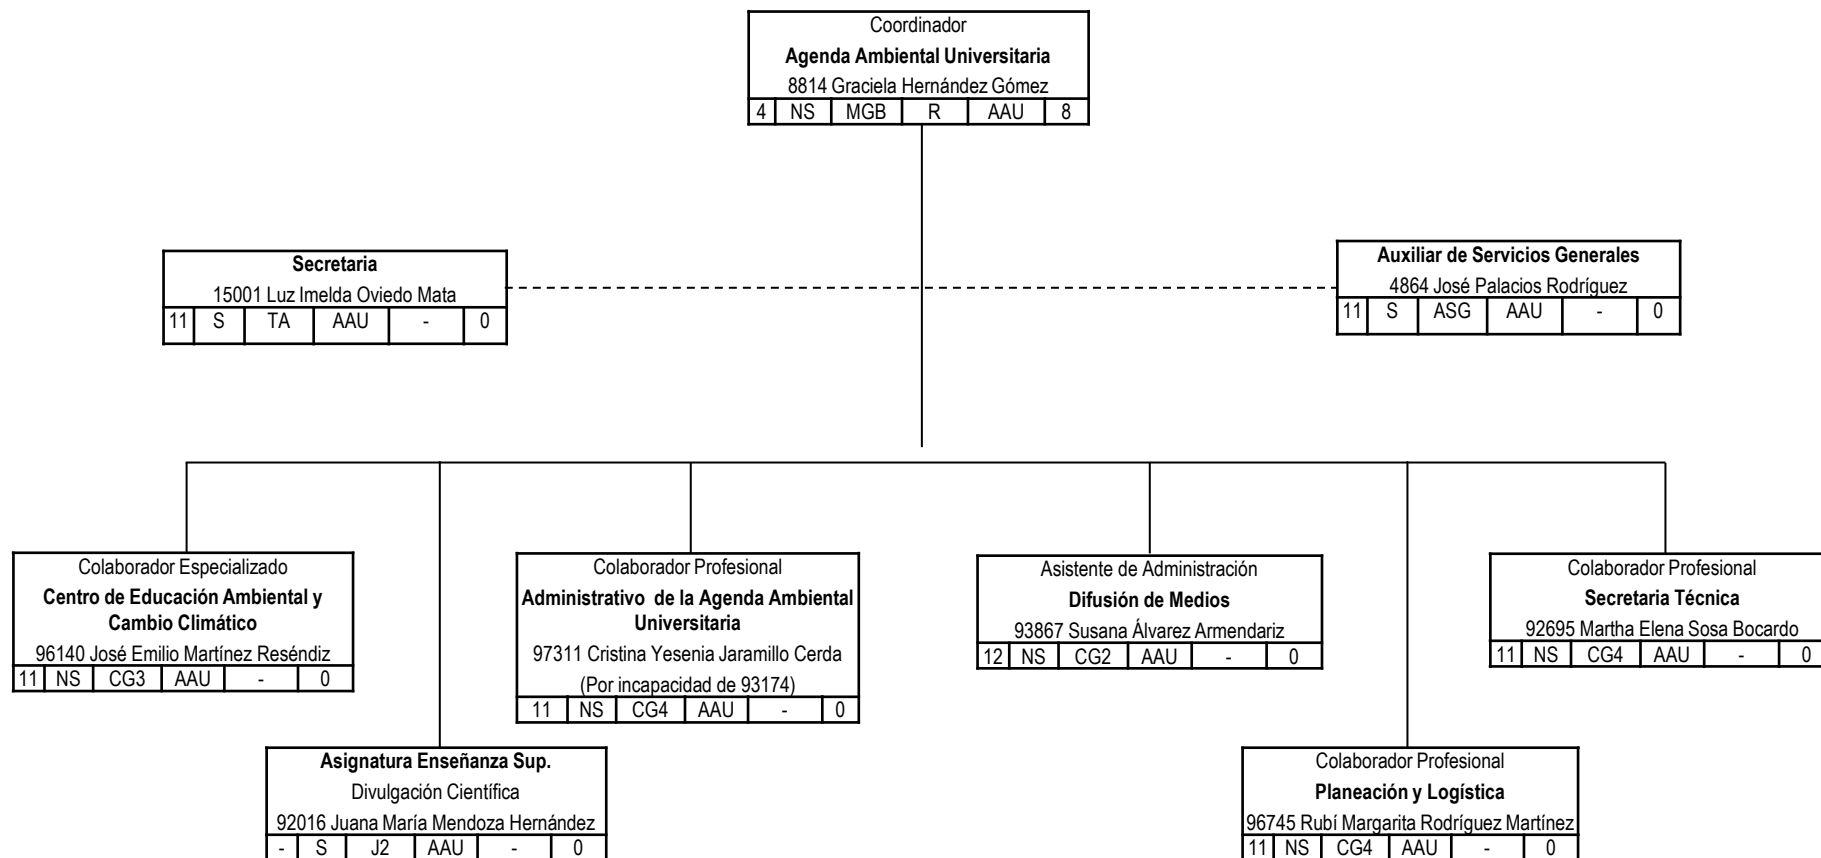 Coordinador
Agenda Ambiental Universitaria
8814 Graciela Hernández Gómez
4 NS MGB R AAU 8
Secretaria
15001 Luz Imelda Oviedo Mata
11 S TA AAU - 0
Auxiliar de Servicios Generales
4864 José Palacios Rodríguez
11 S ASG AAU - 0
Colaborador Especializado
Centro de Educación Ambiental y
Cambio Climático
96140 José Emilio Martínez Reséndiz
11 NS CG3 AAU - 0
Colaborador Profesional
Administrativo de la Agenda Ambiental
Universitaria
97311 Cristina Yesenia Jaramillo Cerda
(Por incapacidad de 93174)
11 NS CG4 AAU - 0
Asistente de Administración
Difusión de Medios
93867 Susana Álvarez Armendariz
12 NS CG2 AAU - 0
Colaborador Profesional
Secretaria Técnica
92695 Martha Elena Sosa Bocardo
11 NS CG4 AAU - 0
Asignatura Enseñanza Sup.
Divulgación Científica
92016 Juana María Mendoza Hernández
- S J2 AAU - 0
Colaborador Profesional
Planeación y Logística
96745 Rubí Margarita Rodríguez Martínez
11 NS CG4 AAU - 0